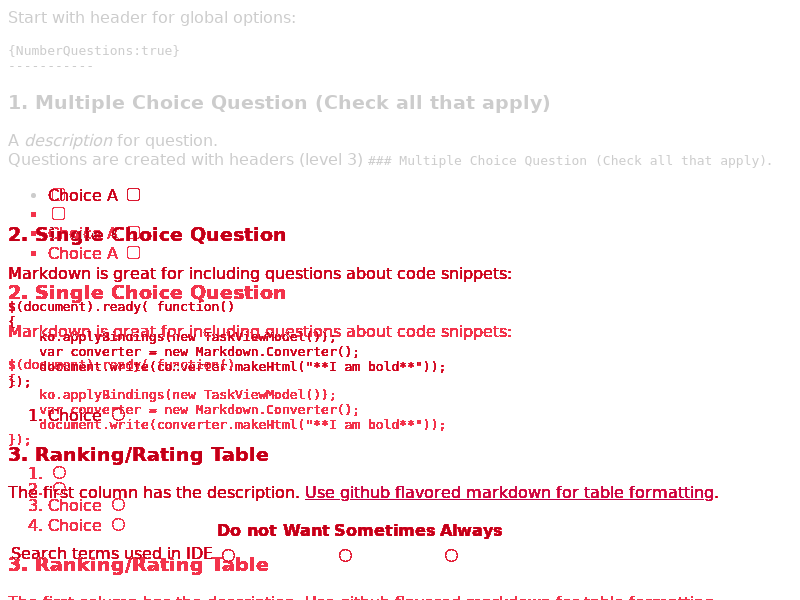 Start with header for global options:
{NumberQuestions:true}
-----------
1. Multiple Choice Question (Check all that apply)
A description for question.
Questions are created with headers (level 3) ### Multiple Choice Question (Check all that apply).
Choice A
Choice A
2. Single Choice Question
Choice A
Markdown is great for including questions about code snippets:
2. Single Choice Question
$(document).ready( function()
{
Markdown is great for including questions about code snippets:
ko.applyBindings(new TaskViewModel());
var converter = new Markdown.Converter();
$(document).ready( function()
document.write(converter.makeHtml("**I am bold**"));
{
});
ko.applyBindings(new TaskViewModel());
var converter = new Markdown.Converter();
1. Choice
document.write(converter.makeHtml("**I am bold**"));
});
3. Ranking/Rating Table
1.
2.
The first column has the description. Use github flavored markdown for table formatting.
3. Choice
4. Choice
Do not Want Sometimes Always
Search terms used in IDE
3. Ranking/Rating Table
The first column has the description. Use github flavored markdown for table formatting.